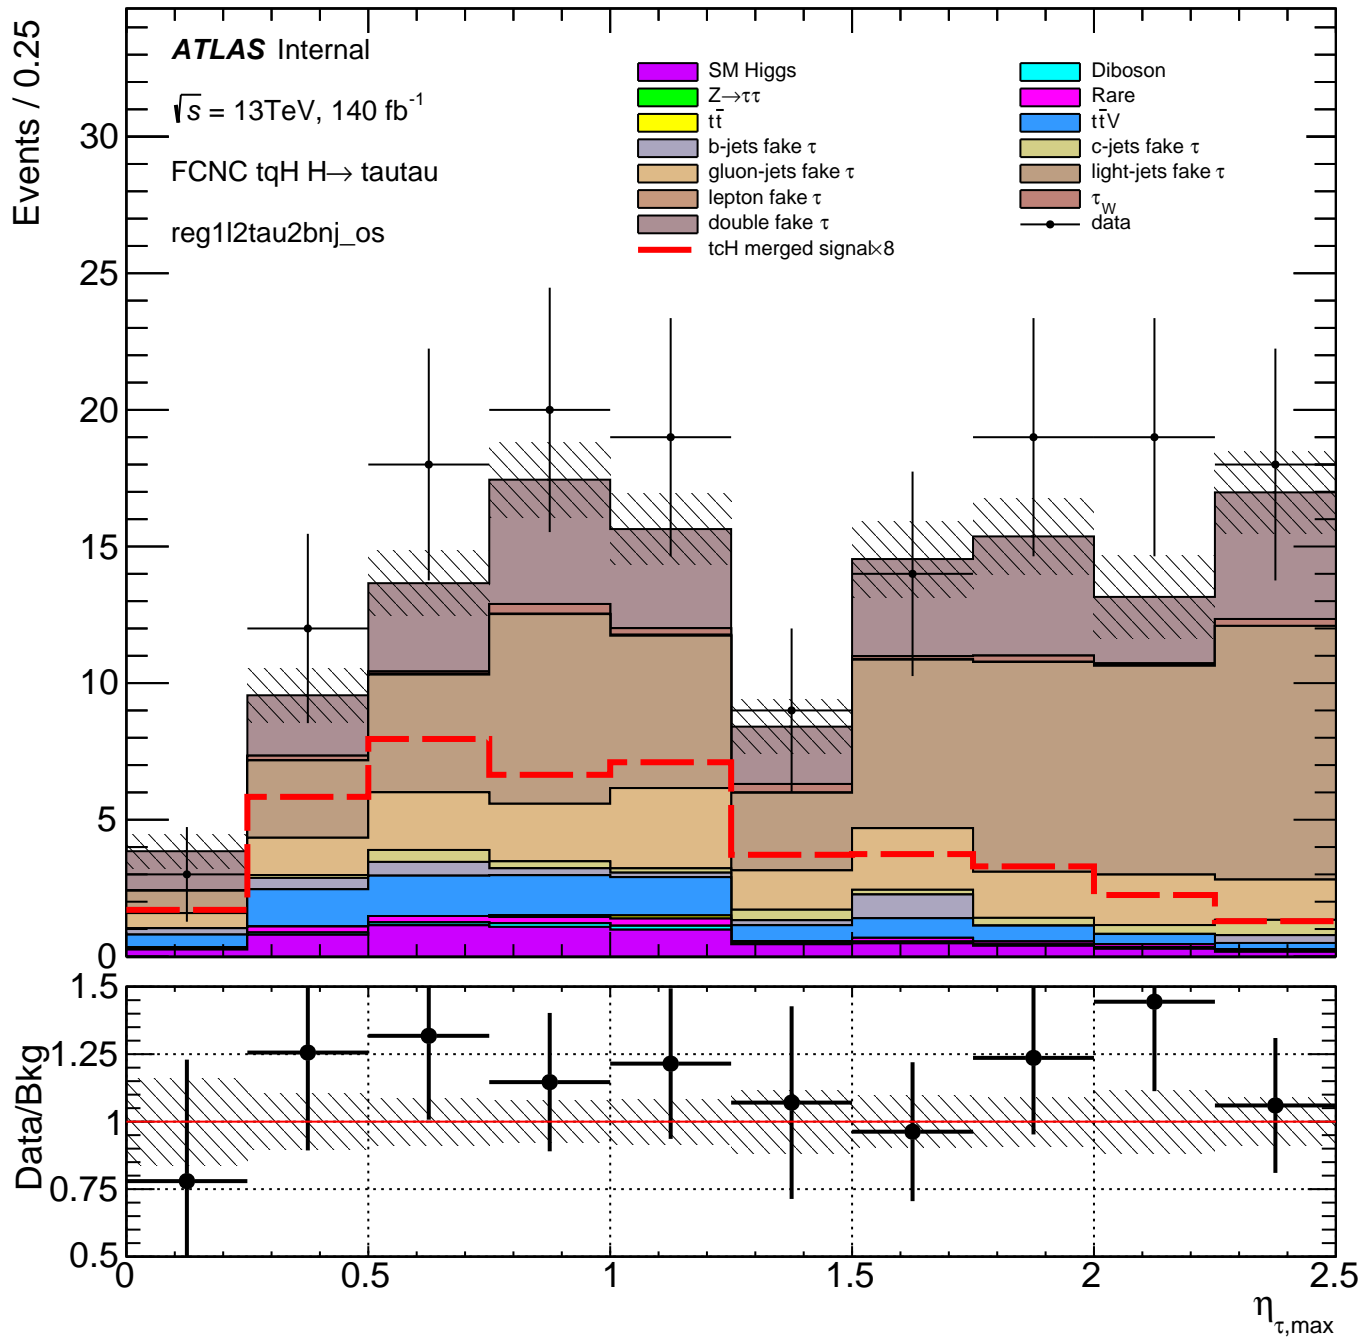 Events / 0.25
ATLAS Internal
√s = 13TeV, 140 fb⁻¹
FCNC tqH H→ tautau
reg1l2tau2bnj_os
SM Higgs
Z→ττ
tt̄
b-jets fake τ
gluon-jets fake τ
lepton fake τ
double fake τ
tcH merged signal×8
Diboson
Rare
tt̄V
c-jets fake τ
light-jets fake τ
τ_W
data
30
25
20
15
10
5
0
Data/Bkg
1.5
1.25
1
0.75
0.5
0 0.5 1 1.5 2 2.5
η_τ,max